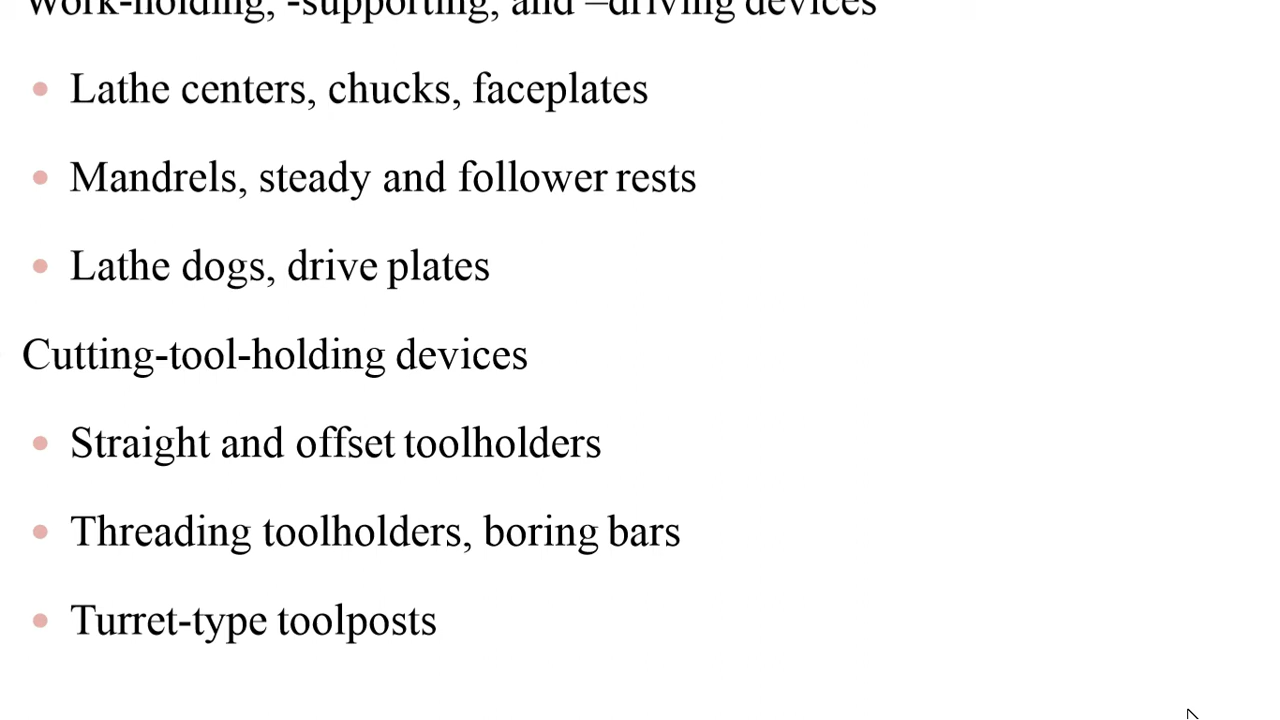 Work-holding, -supporting, and –driving devices
• Lathe centers, chucks, faceplates
• Mandrels, steady and follower rests
• Lathe dogs, drive plates
Cutting-tool-holding devices
• Straight and offset toolholders
• Threading toolholders, boring bars
• Turret-type toolposts